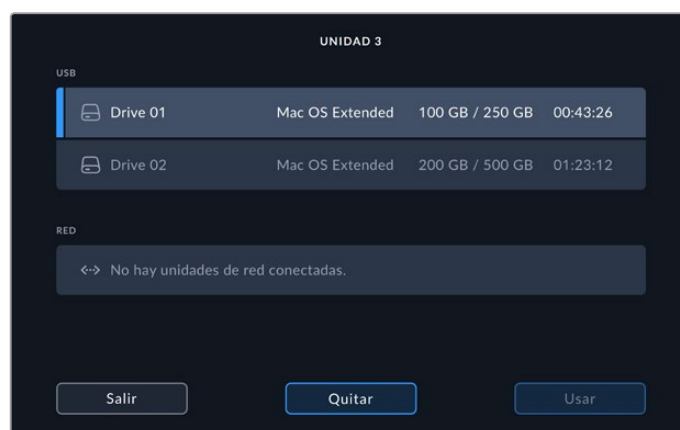 UNIDAD 3
USB
Drive 01 Mac OS Extended 100 GB / 250 GB 00:43:26
Drive 02 Mac OS Extended 200 GB / 500 GB 01:23:12
RED
No hay unidades de red conectadas.
Salir Quitar Usar